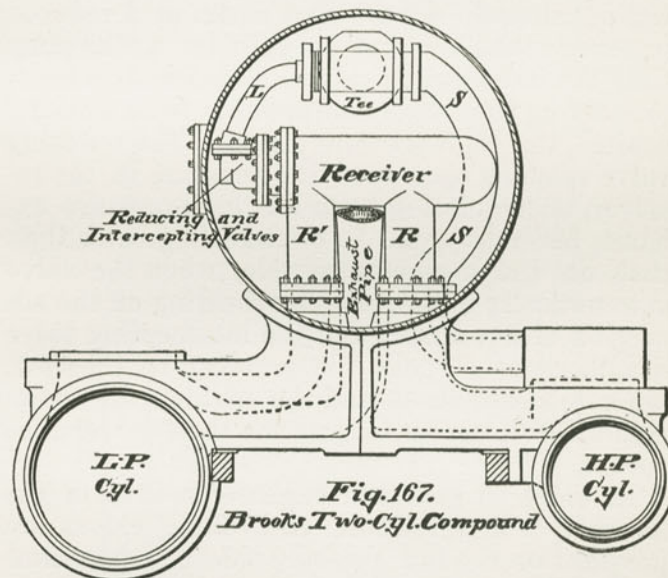 L
Tee
S
Receiver
Reducing and
Intercepting Valves
R'
Exhaust
Pipe
R
S
L.P.
Cyl.
H.P.
Cyl.
Fig. 167.
Brooks Two-Cyl. Compound